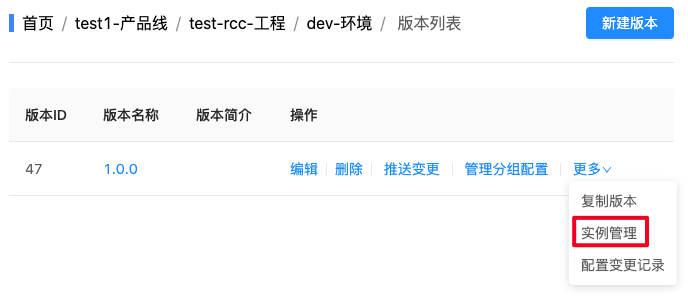 首页 / test1-产品线 / test-rcc-工程 / dev-环境 / 版本列表 新建版本
版本ID 版本名称 版本简介 操作
47 1.0.0 编辑 删除 推送变更 管理分组配置 更多
复制版本
实例管理
配置变更记录